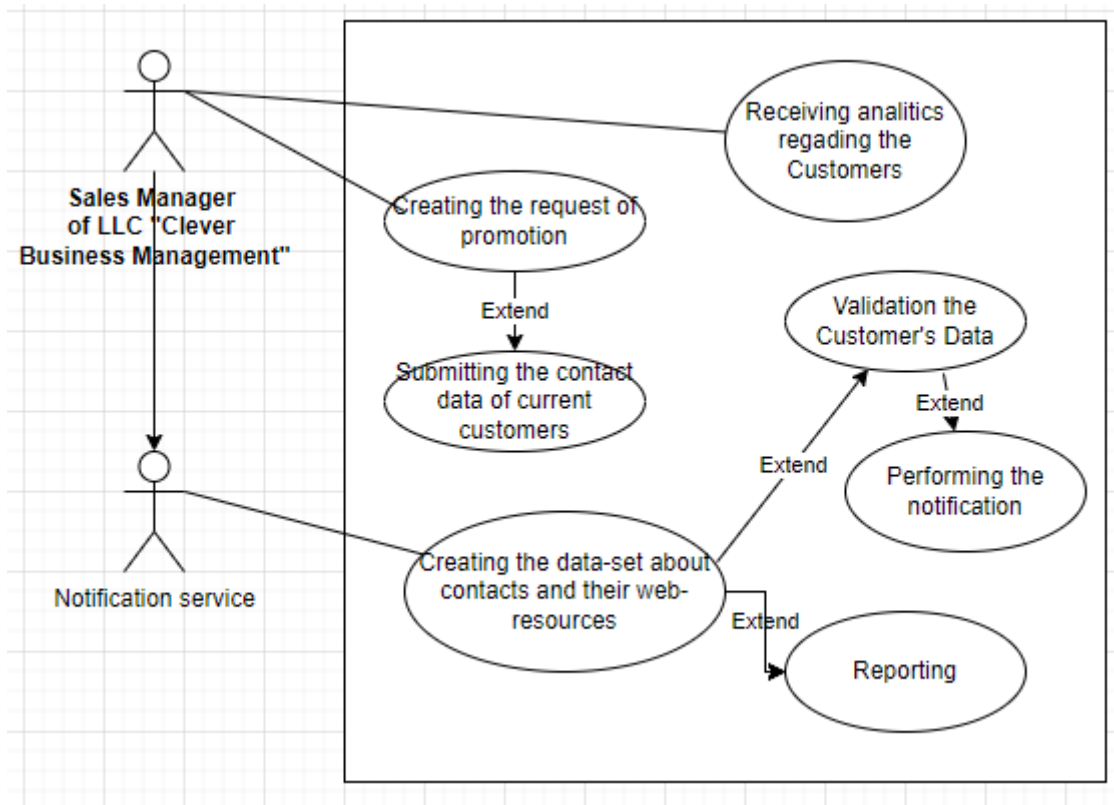 Receiving analitics
regading the
Customers
Sales Manager
of LLC "Clever
Business Management"
Creating the request of
promotion
Extend
Submitting the contact
data of current
customers
Validation the
Customer's Data
Extend
Extend
Performing the
notification
Creating the data-set about
contacts and their web-
resources
Notification service
Extend
Reporting